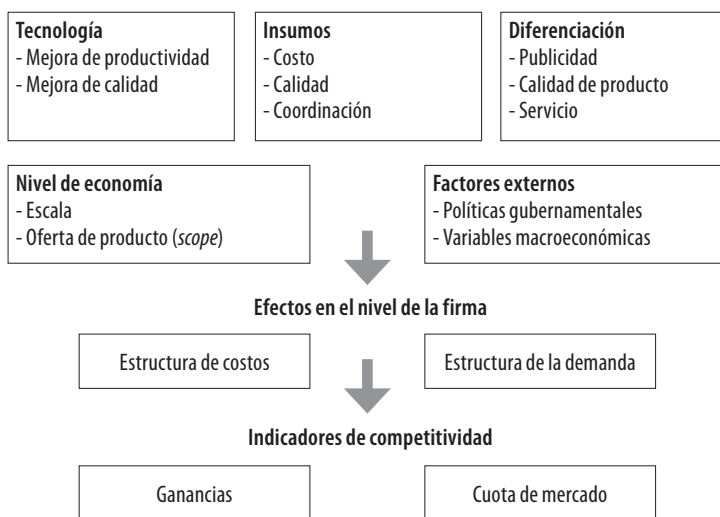 Tecnología
- Mejora de productividad
- Mejora de calidad
Insumos
- Costo
- Calidad
- Coordinación
Diferenciación
- Publicidad
- Calidad de producto
- Servicio
Nivel de economía
- Escala
- Oferta de producto (scope)
Factores externos
- Políticas gubernamentales
- Variables macroeconómicas
Efectos en el nivel de la firma
Estructura de costos
Estructura de la demanda
Indicadores de competitividad
Ganancias
Cuota de mercado